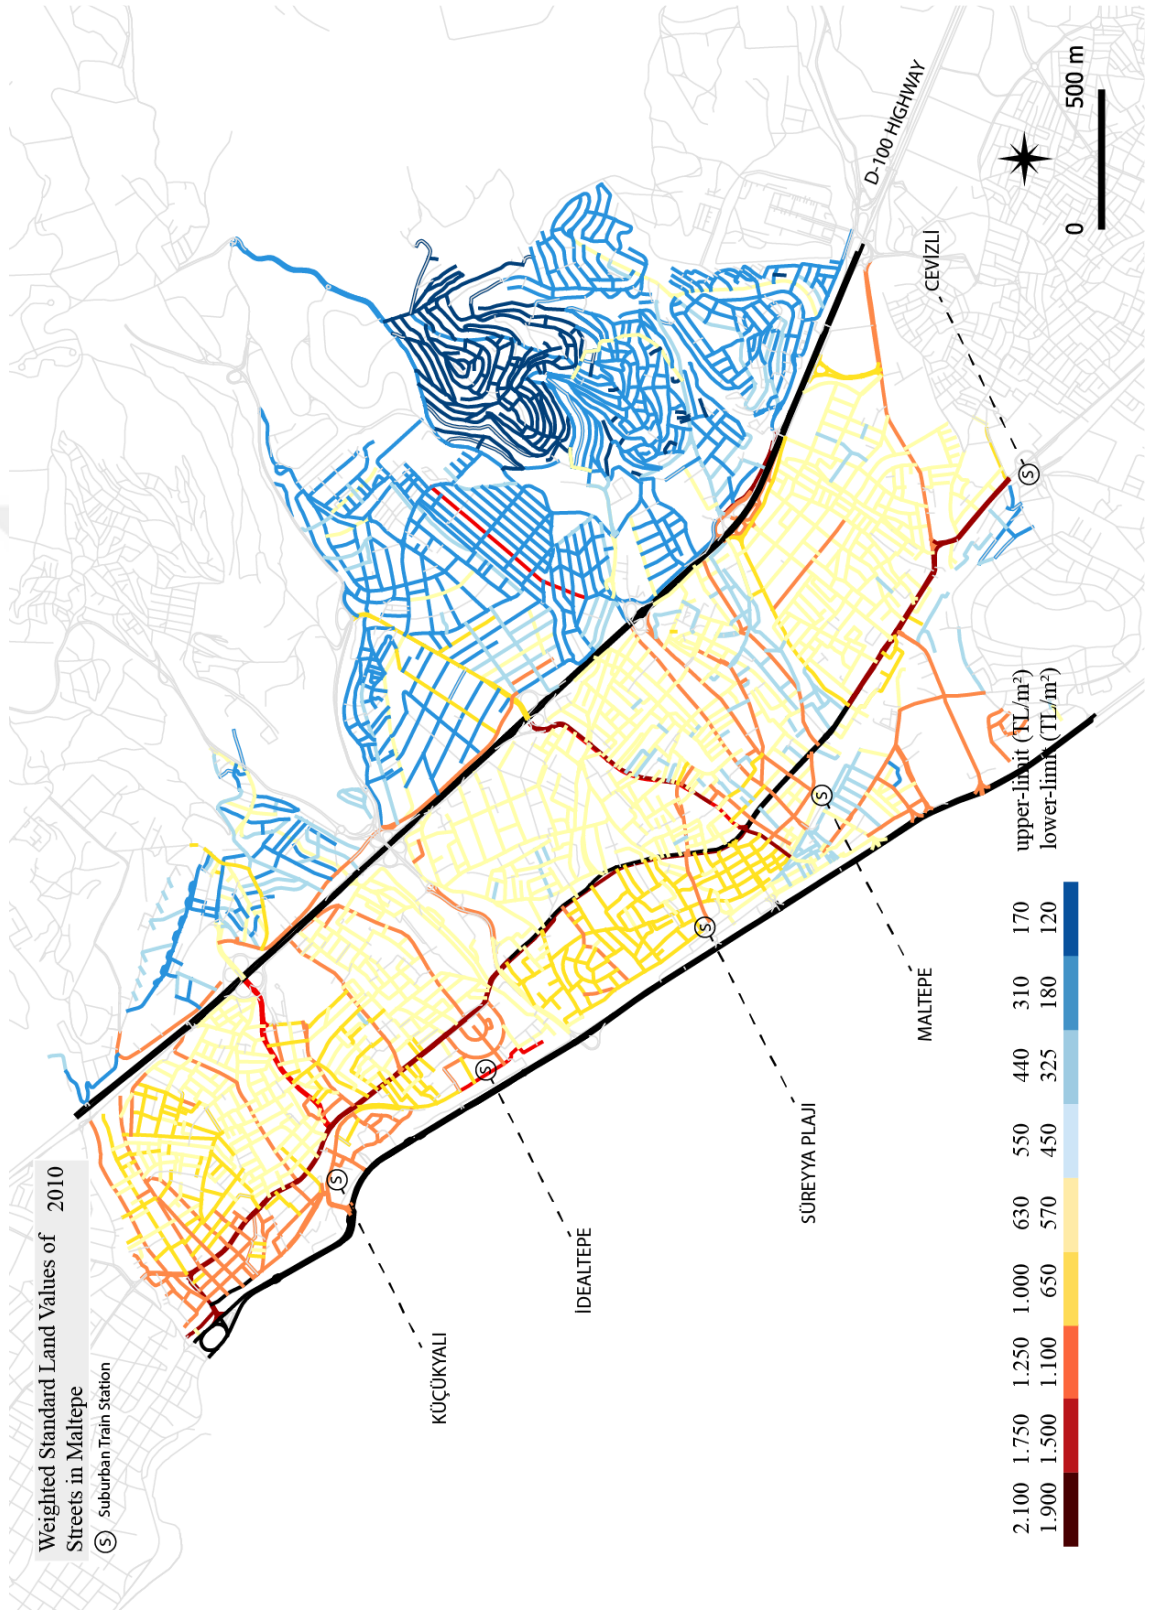 Weighted Standard Land Values of 2010
Streets in Maltepe
S Suburban Train Station
KÜÇÜKYALI
İDEALTEPE
SÜREYYA PLAJI
MALTEPE
CEVİZLİ
D-100 HIGHWAY
S
S
S
S
S
0 500 m
2.100 1.750 1.250 1.000 630 550 440 310 170 upper-limit (TL/m²)
1.900 1.500 1.100 650 570 450 325 180 120 lower-limit (TL/m²)